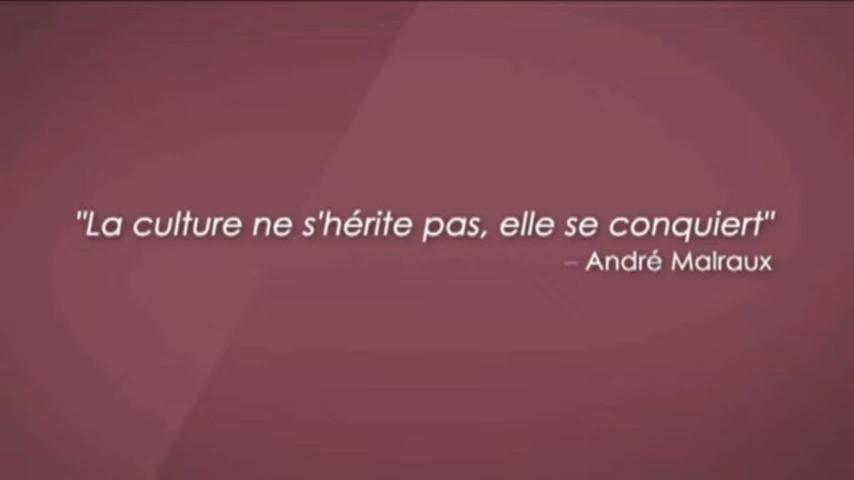 "La culture ne s'hérite pas, elle se conquiert"
– André Malraux